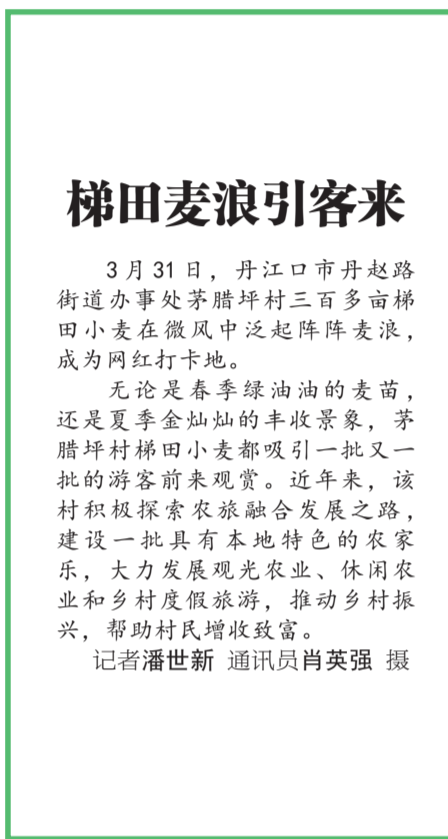 梯田麦浪引客来
3月31日，丹江口市丹赵路
街道办事处茅腊坪村三百多亩梯
田小麦在微风中泛起阵阵麦浪，
成为网红打卡地。
无论是春季绿油油的麦苗，
还是夏季金灿灿的丰收景象，茅
腊坪村梯田小麦都吸引一批又一
批的游客前来观赏。近年来，该
村积极探索农旅融合发展之路，
建设一批具有本地特色的农家
乐，大力发展观光农业、休闲农
业和乡村度假旅游，推动乡村振
兴，帮助村民增收致富。
记者潘世新 通讯员肖英强 摄